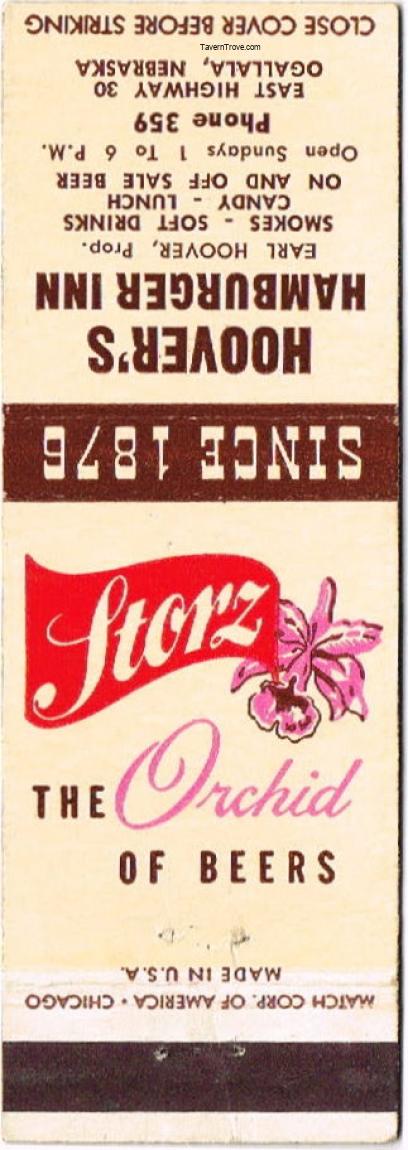 CLOSE COVER BEFORE STRIKING
TavernTrove.com
HOOVER'S
HAMBURGER INN
EARL HOOVER, Prop.
SMOKES - SOFT DRINKS
CANDY - LUNCH
ON AND OFF SALE BEER
Open Sundays 1 To 6 P.M.
Phone 359
EAST HIGHWAY 30
OGALLALA, NEBRASKA
SINCE 1876
Storz
THE Orchid
OF BEERS
MATCH CORP. OF AMERICA • CHICAGO
MADE IN U.S.A.